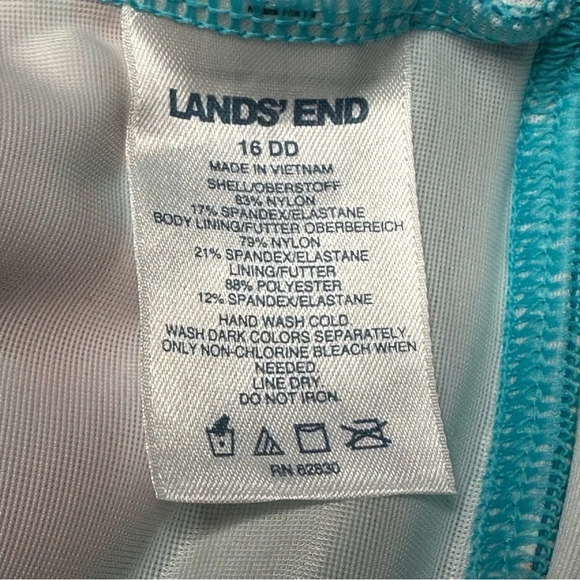 LANDS' END
16 DD
MADE IN VIETNAM
SHELL/OBERSTOFF
83% NYLON
17% SPANDEX/ELASTANE
BODY LINING/FUTTER OBERBEREICH
79% NYLON
21% SPANDEX/ELASTANE
LINING/FUTTER
88% POLYESTER
12% SPANDEX/ELASTANE
HAND WASH COLD.
WASH DARK COLORS SEPARATELY.
ONLY NON-CHLORINE BLEACH WHEN
NEEDED.
LINE DRY.
DO NOT IRON.
RN 82830